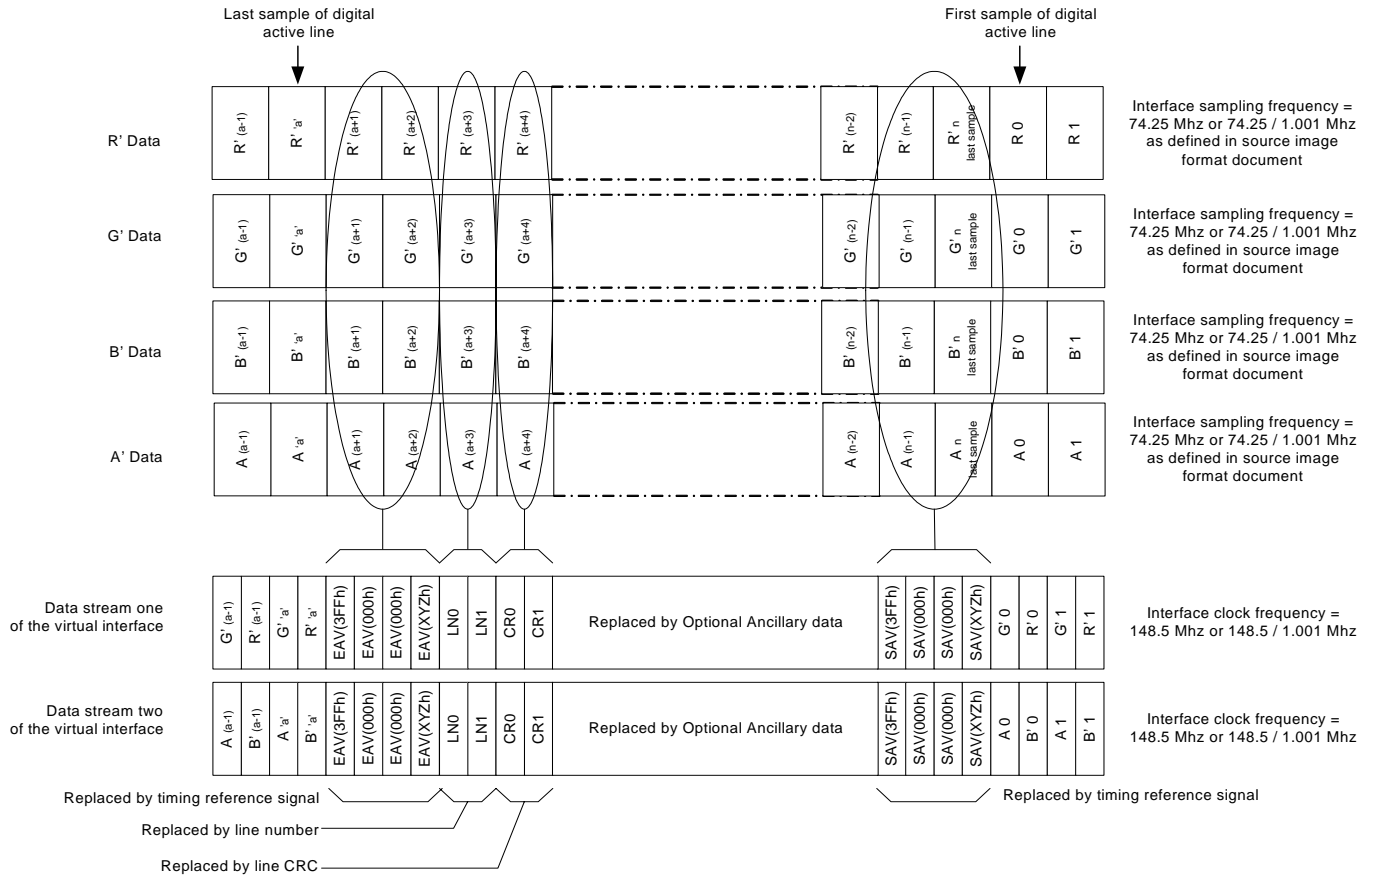 Last sample of digital
active line
First sample of digital
active line
R' Data
R' (a-1)
R' 'a'
R' (a+1)
R' (a+2)
R' (a+3)
R' (a+4)
R' (n-2)
R' (n-1)
R' n
last sample
R 0
R 1
Interface sampling frequency =
74.25 Mhz or 74.25 / 1.001 Mhz
as defined in source image
format document
G' Data
G' (a-1)
G' 'a'
G' (a+1)
G' (a+2)
G' (a+3)
G' (a+4)
G' (n-2)
G' (n-1)
G' n
last sample
G' 0
G' 1
Interface sampling frequency =
74.25 Mhz or 74.25 / 1.001 Mhz
as defined in source image
format document
B' Data
B' (a-1)
B' 'a'
B' (a+1)
B' (a+2)
B' (a+3)
B' (a+4)
B' (n-2)
B' (n-1)
B' n
last sample
B' 0
B' 1
Interface sampling frequency =
74.25 Mhz or 74.25 / 1.001 Mhz
as defined in source image
format document
A' Data
A (a-1)
A 'a'
A (a+1)
A (a+2)
A (a+3)
A (a+4)
A (n-2)
A (n-1)
A n
last sample
A 0
A 1
Interface sampling frequency =
74.25 Mhz or 74.25 / 1.001 Mhz
as defined in source image
format document
Data stream one
of the virtual interface
G' (a-1)
R' (a-1)
G' 'a'
R' 'a'
EAV(3FFh)
EAV(000h)
EAV(000h)
EAV(XYZh)
LN0
LN1
CR0
CR1
Replaced by Optional Ancillary data
SAV(3FFh)
SAV(000h)
SAV(000h)
SAV(XYZh)
G' 0
R' 0
G' 1
R' 1
Interface clock frequency =
148.5 Mhz or 148.5 / 1.001 Mhz
Data stream two
of the virtual interface
A (a-1)
B' (a-1)
A 'a'
B' 'a'
EAV(3FFh)
EAV(000h)
EAV(000h)
EAV(XYZh)
LN0
LN1
CR0
CR1
Replaced by Optional Ancillary data
SAV(3FFh)
SAV(000h)
SAV(000h)
SAV(XYZh)
A 0
B' 0
A 1
B' 1
Interface clock frequency =
148.5 Mhz or 148.5 / 1.001 Mhz
Replaced by timing reference signal
Replaced by timing reference signal
Replaced by line number
Replaced by line CRC